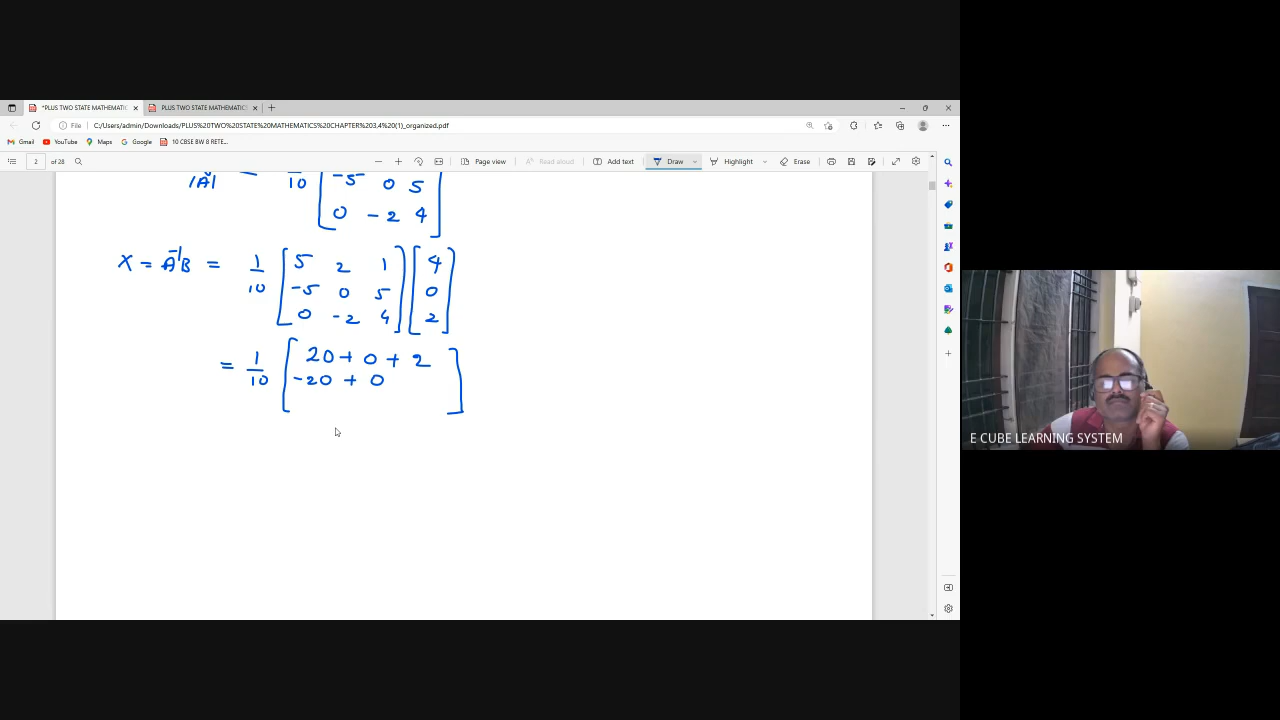 *PLUS TWO STATE MATHEMATIC
PLUS TWO STATE MATHEMATICS
File C:/Users/admin/Downloads/PLUS%20TWO%20STATE%20MATHEMATICS%20CHAPTER%203,4%20(1)_organized.pdf
Gmail YouTube Maps Google 10 CBSE BW 8 RETE...
2 of 28 Page view Read aloud Add text Draw Highlight Erase
|A| 10 -5 0 5
0 -2 4
X = A⁻¹B = 1/10 [5 2 1] [4]
-5 0 5 0
0 -2 4 2
= 1/10 [20 + 0 + 2
-20 + 0 ]
E CUBE LEARNING SYSTEM